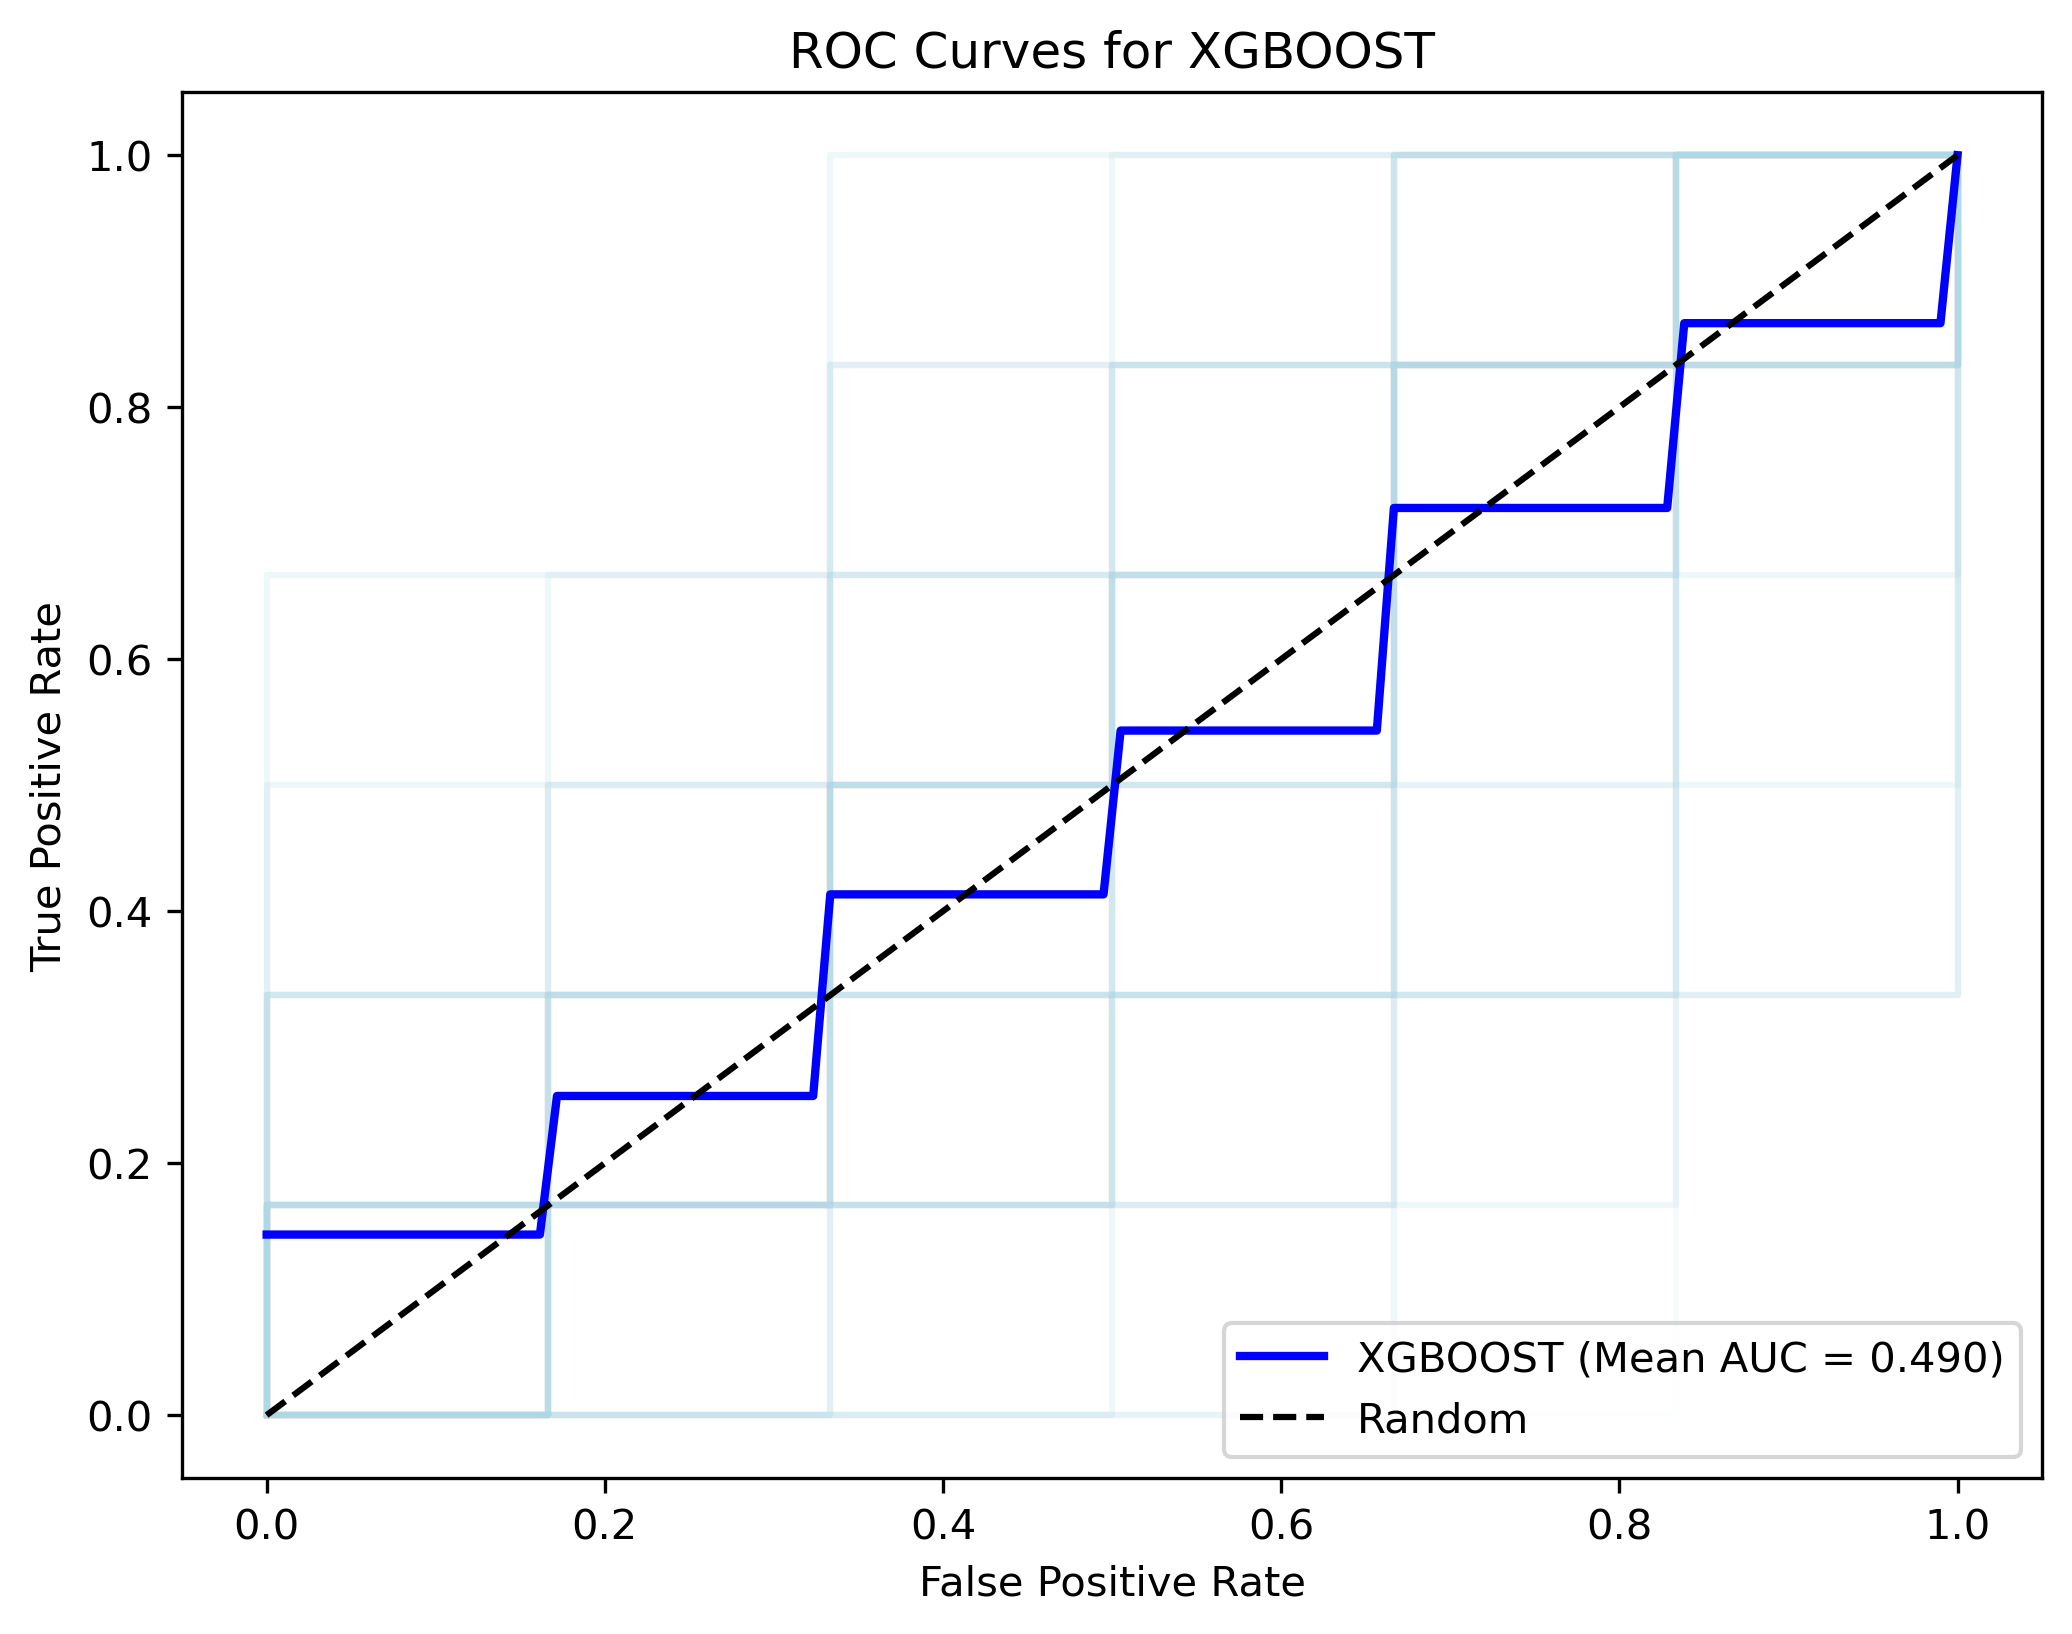 ROC Curves for XGBOOST
True Positive Rate
1.0
0.8
0.6
0.4
0.2
0.0
XGBOOST (Mean AUC = 0.490)
Random
0.0 0.2 0.4 0.6 0.8 1.0
False Positive Rate